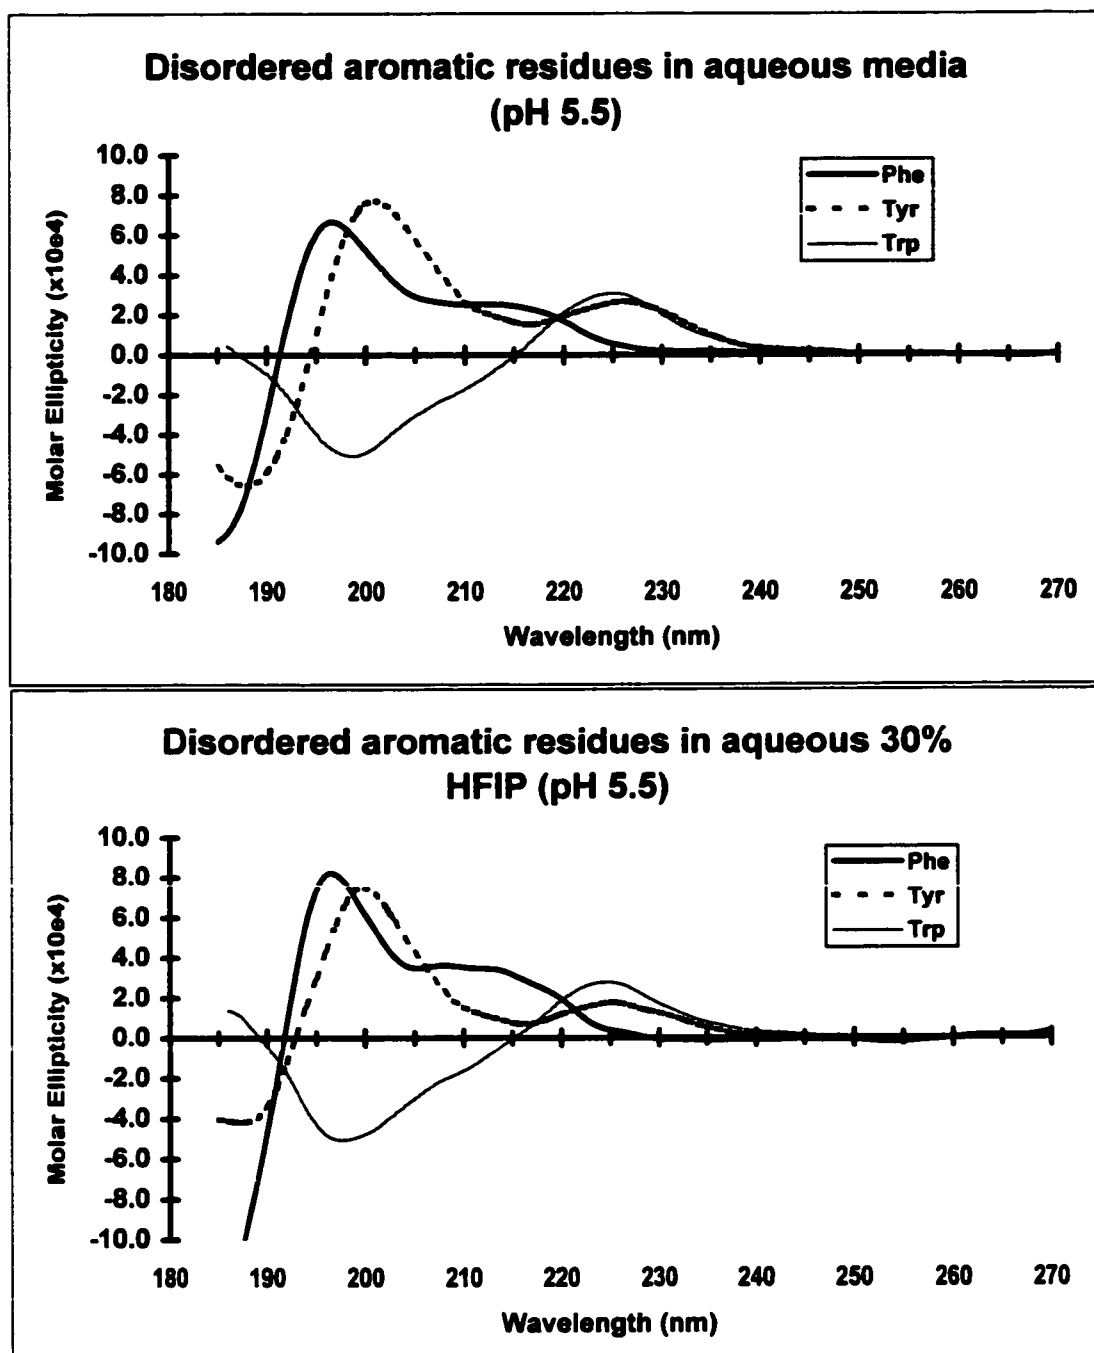 Disordered aromatic residues in aqueous media
(pH 5.5)
10.0
8.0
6.0
4.0
2.0
0.0
-2.0
-4.0
-6.0
-8.0
-10.0
Molar Ellipticity (x10e4)
Phe
Tyr
Trp
180 190 200 210 220 230 240 250 260 270
Wavelength (nm)
Disordered aromatic residues in aqueous 30%
HFIP (pH 5.5)
10.0
8.0
6.0
4.0
2.0
0.0
-2.0
-4.0
-6.0
-8.0
-10.0
Molar Ellipticity (x10e4)
Phe
Tyr
Trp
180 190 200 210 220 230 240 250 260 270
Wavelength (nm)